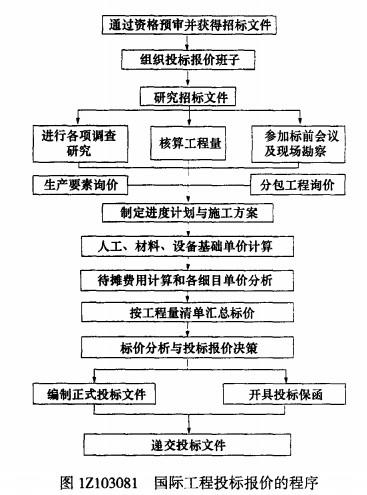 通过资格预审并获得招标文件
组织投标报价班子
研究招标文件
进行各项调查
研究
核算工程量
参加标前会议
及现场勘察
生产要素询价
分包工程询价
制定进度计划与施工方案
人工、材料、设备基础单价计算
待摊费用计算和各细目单价分析
按工程量清单汇总标价
标价分析与投标报价决策
编制正式投标文件
开具投标保函
递交投标文件
图 1Z103081 国际工程投标报价的程序